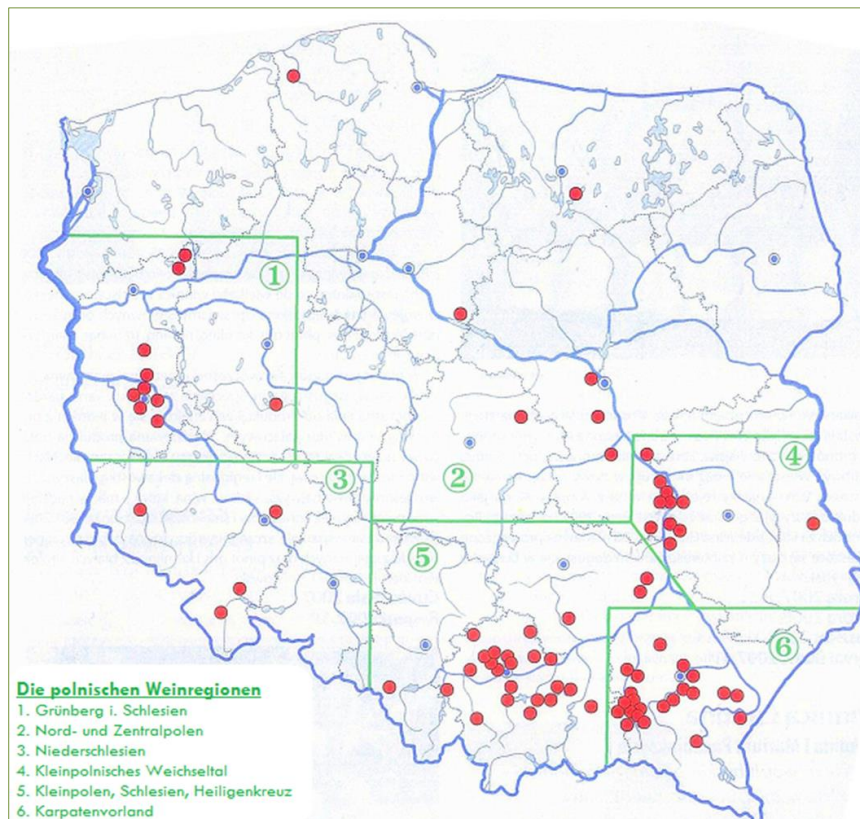 ①
②
③
④
⑤
⑥
Die polnischen Weinregionen
1. Grünberg i. Schlesien
2. Nord- und Zentralpolen
3. Niederschlesien
4. Kleinpolnisches Weichseltal
5. Kleinpolen, Schlesien, Heiligenkreuz
6. Karpatenvorland